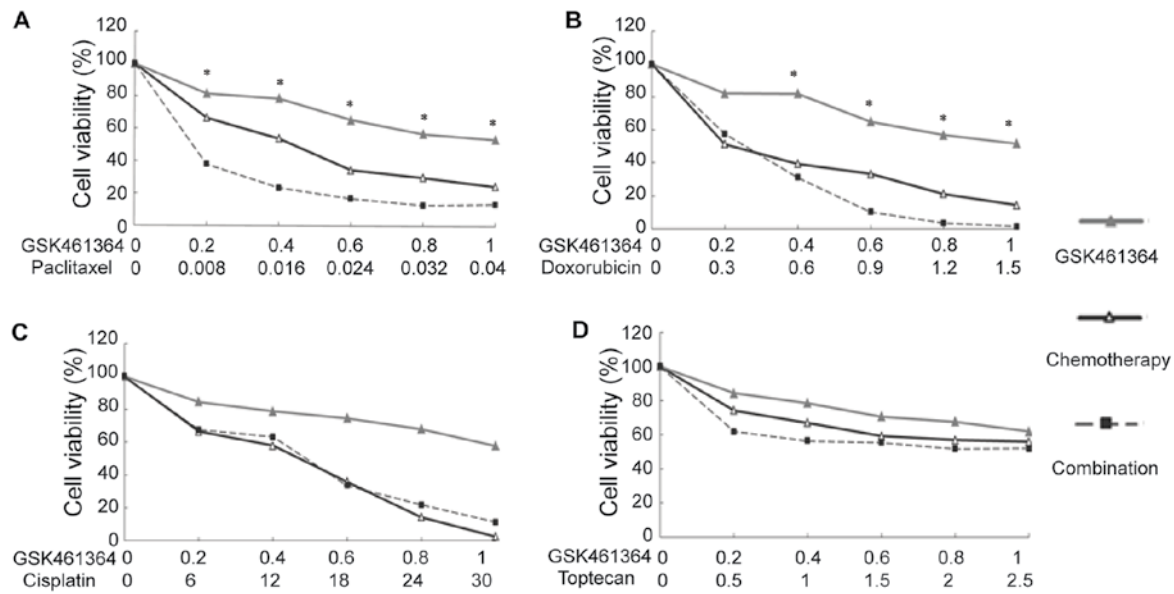 A
Cell viability (%)
120
100
80
60
40
20
0
* * * * *
GSK461364 0 0.2 0.4 0.6 0.8 1
Paclitaxel 0 0.008 0.016 0.024 0.032 0.04
B
Cell viability (%)
120
100
80
60
40
20
0
* * * *
GSK461364 0 0.2 0.4 0.6 0.8 1
Doxorubicin 0 0.3 0.6 0.9 1.2 1.5
C
Cell viability (%)
120
100
80
60
40
20
0
GSK461364 0 0.2 0.4 0.6 0.8 1
Cisplatin 0 6 12 18 24 30
D
Cell viability (%)
120
100
80
60
40
20
0
GSK461364 0 0.2 0.4 0.6 0.8 1
Toptecan 0 0.5 1 1.5 2 2.5
GSK461364
Chemotherapy
Combination